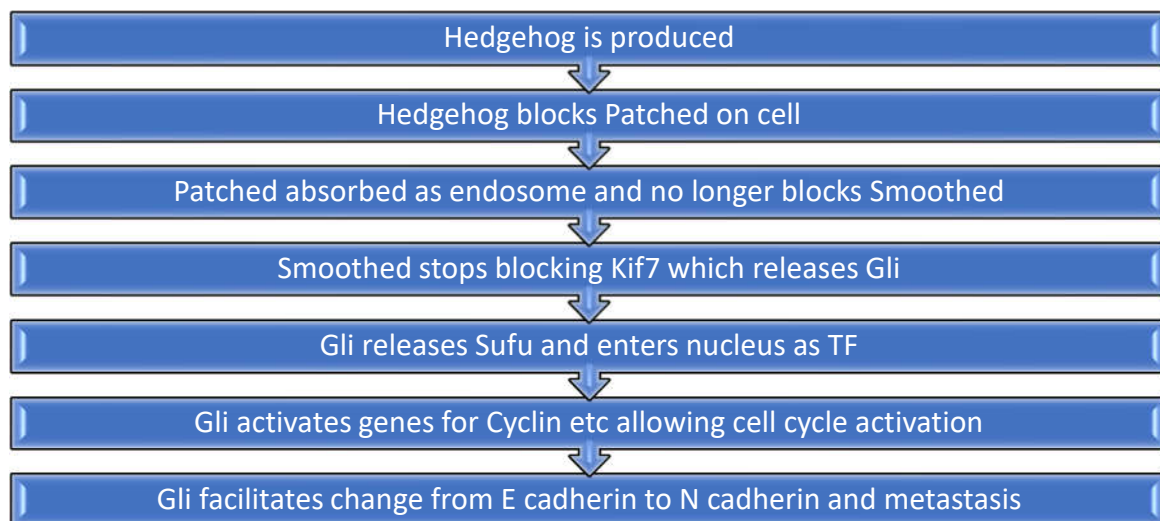 Hedgehog is produced
Hedgehog blocks Patched on cell
Patched absorbed as endosome and no longer blocks Smoothed
Smoothed stops blocking Kif7 which releases Gli
Gli releases Sufu and enters nucleus as TF
Gli activates genes for Cyclin etc allowing cell cycle activation
Gli facilitates change from E cadherin to N cadherin and metastasis